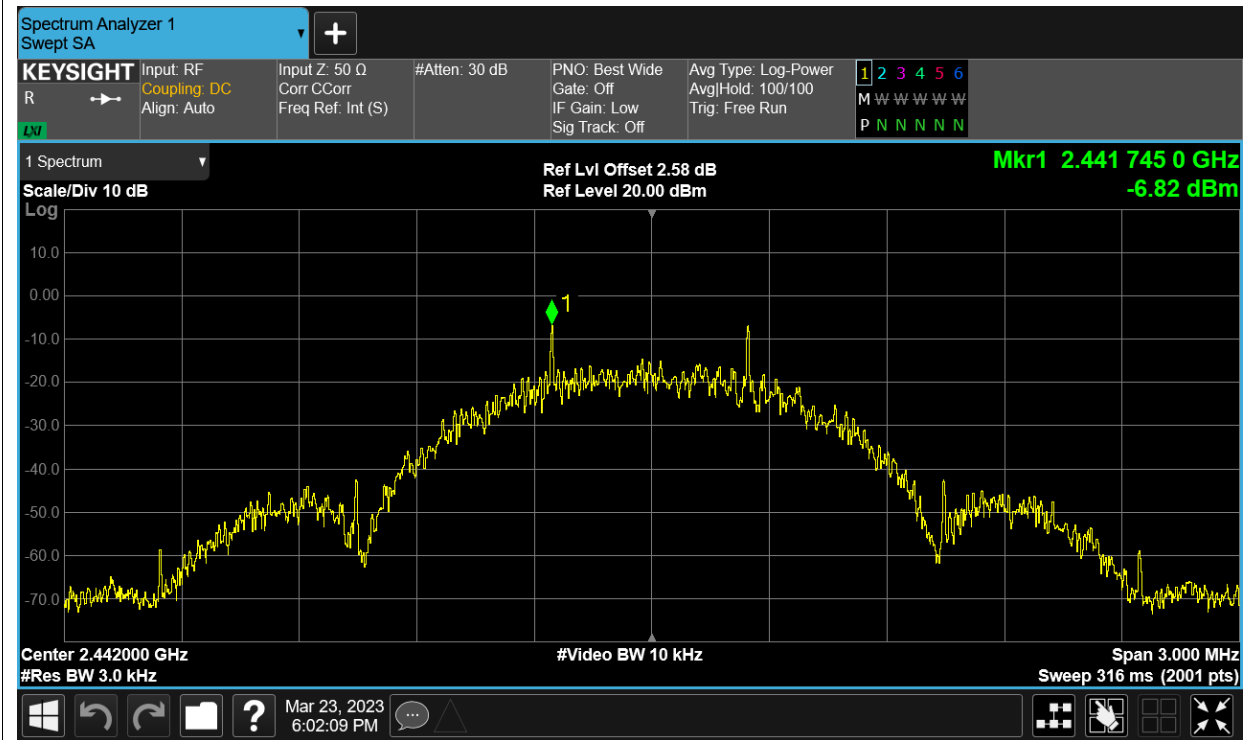 Spectrum Analyzer 1
Swept SA
KEYSIGHT
R
LXI
Input: RF
Coupling: DC
Align: Auto
Input Z: 50 Ω
Corr CCorr
Freq Ref: Int (S)
#Atten: 30 dB
PNO: Best Wide
Gate: Off
IF Gain: Low
Sig Track: Off
Avg Type: Log-Power
Avg|Hold: 100/100
Trig: Free Run
1 2 3 4 5 6
M W W W W W
P N N N N N
1 Spectrum
Scale/Div 10 dB
Log
Ref Lvl Offset 2.58 dB
Ref Level 20.00 dBm
Mkr1 2.441 745 0 GHz
-6.82 dBm
10.0
0.00
-10.0
-20.0
-30.0
-40.0
-50.0
-60.0
-70.0
1
Center 2.442000 GHz
#Res BW 3.0 kHz
#Video BW 10 kHz
Span 3.000 MHz
Sweep 316 ms (2001 pts)
?
Mar 23, 2023
6:02:09 PM